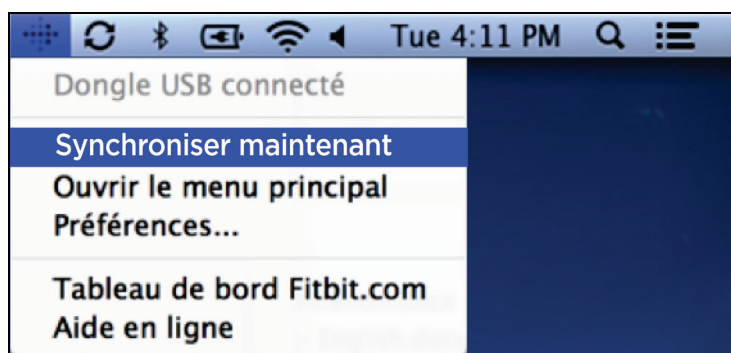 Tue 4:11 PM
Dongle USB connecté
Synchroniser maintenant
Ouvrir le menu principal
Préférences...
Tableau de bord Fitbit.com
Aide en ligne